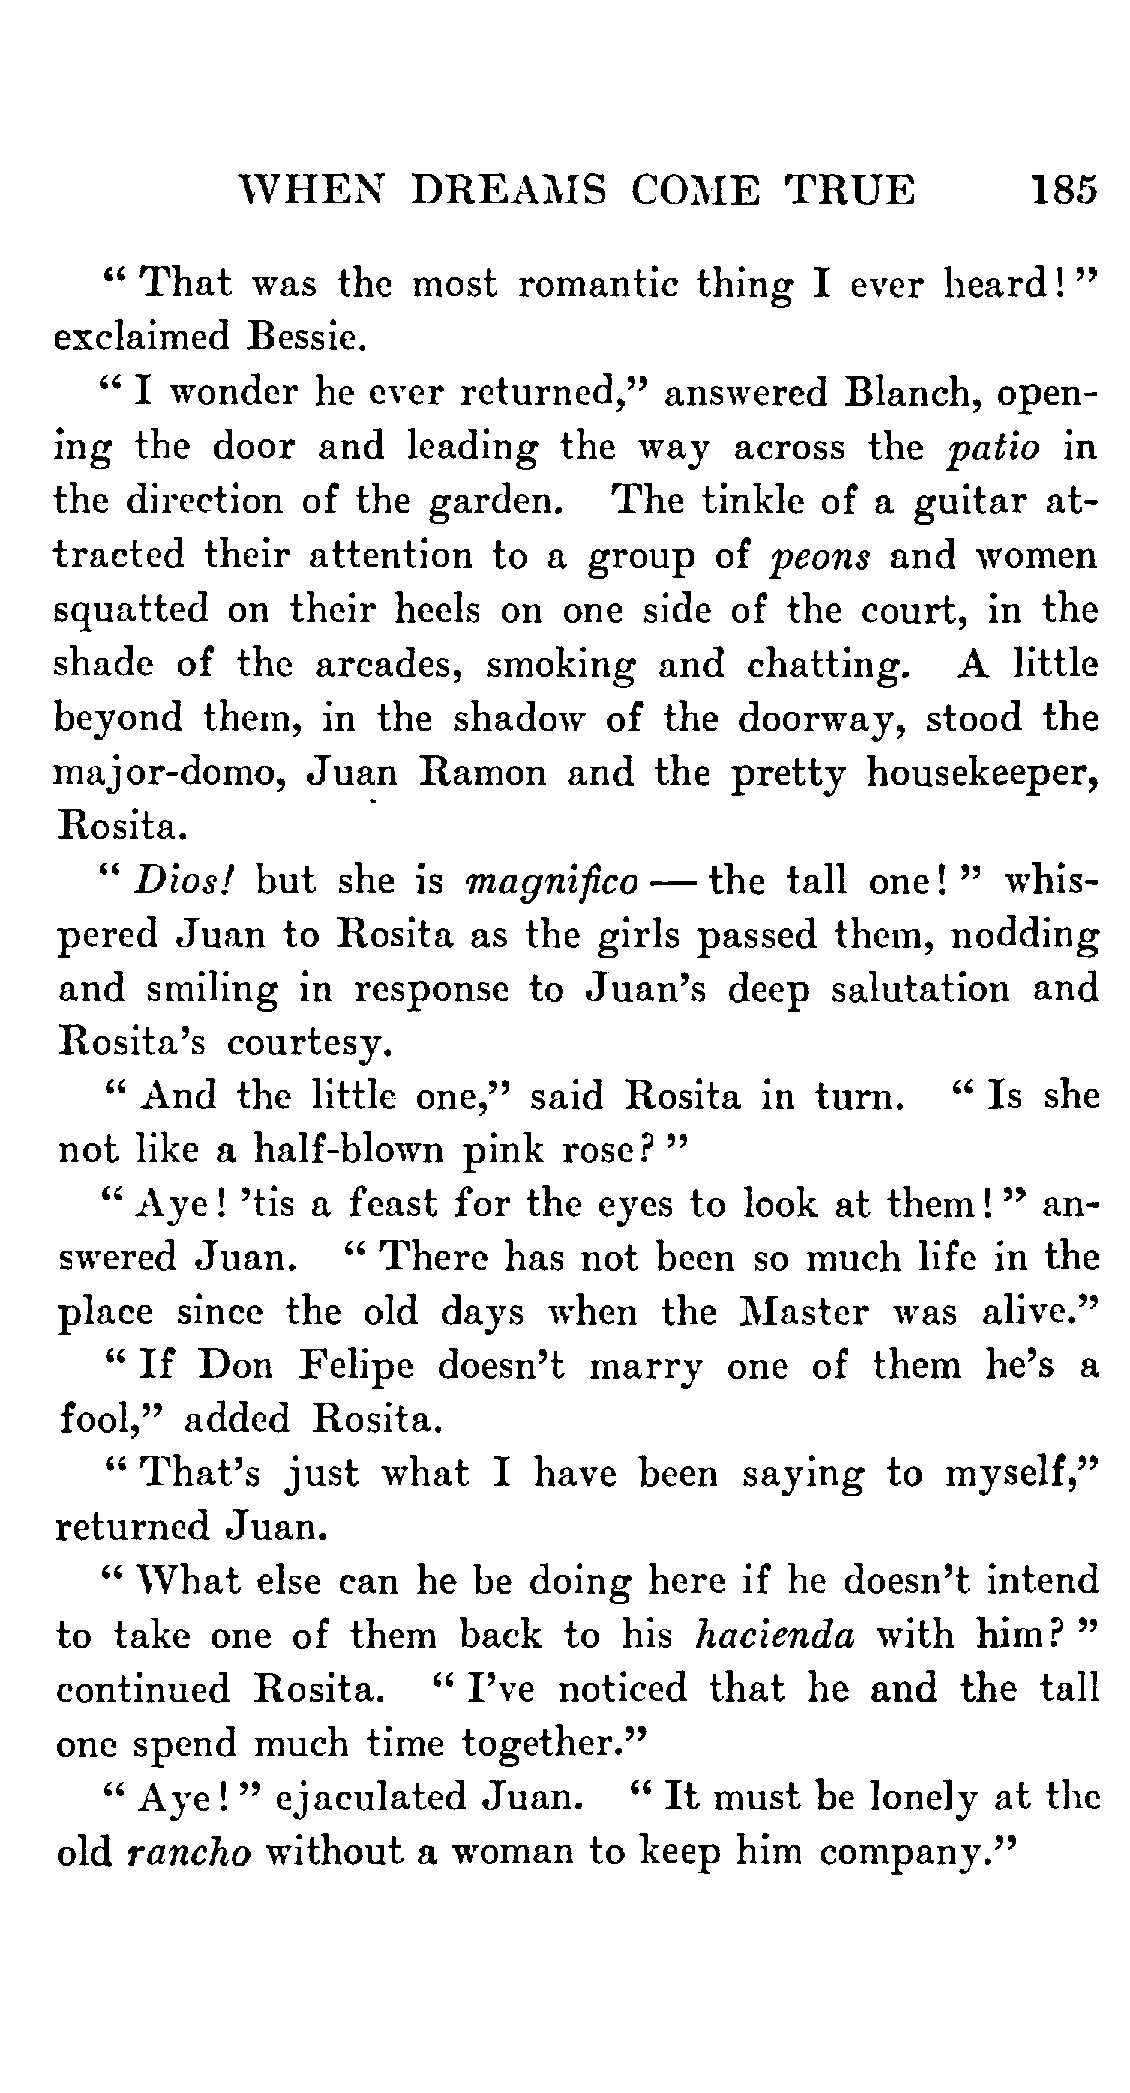 WHEN DREAMS COME TRUE 185
“ That was the most romantic thing I ever heard! ”
exclaimed Bessie.
“ I wonder he ever returned,” answered Blanch, open-
ing the door and leading the way across the patio in
the direction of the garden. The tinkle of a guitar at-
tracted their attention to a group of peons and women
squatted on their heels on one side of the court, in the
shade of the arcades, smoking and chatting. A little
beyond them, in the shadow of the doorway, stood the
major-domo, Juan Ramon and the pretty housekeeper,
Rosita.
“ Dios! but she is magnifico — the tall one! ” whis-
pered Juan to Rosita as the girls passed them, nodding
and smiling in response to Juan’s deep salutation and
Rosita’s courtesy.
“ And the little one,” said Rosita in turn. “ Is she
not like a half-blown pink rose? ”
“ Aye! ’tis a feast for the eyes to look at them! ” an-
swered Juan. “ There has not been so much life in the
place since the old days when the Master was alive.”
“ If Don Felipe doesn’t marry one of them he’s a
fool,” added Rosita.
“ That’s just what I have been saying to myself,”
returned Juan.
“ What else can he be doing here if he doesn’t intend
to take one of them back to his hacienda with him? ”
continued Rosita. “ I’ve noticed that he and the tall
one spend much time together.”
“ Aye! ” ejaculated Juan. “ It must be lonely at the
old rancho without a woman to keep him company.”